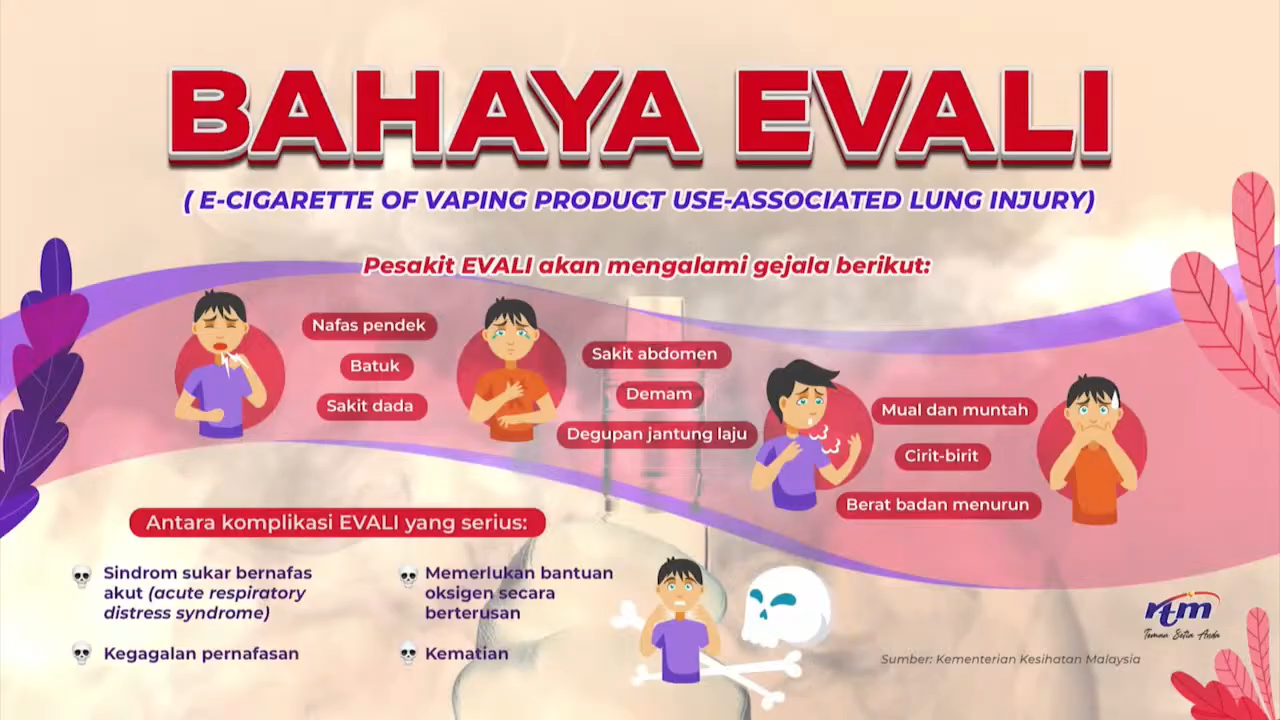 BAHAYA EVALI
( E-CIGARETTE OF VAPING PRODUCT USE-ASSOCIATED LUNG INJURY)
Pesakit EVALI akan mengalami gejala berikut:
Nafas pendek
Batuk
Sakit dada
Sakit abdomen
Demam
Degupan jantung laju
Mual dan muntah
Cirit-birit
Berat badan menurun
Antara komplikasi EVALI yang serius:
Sindrom sukar bernafas
akut (acute respiratory
distress syndrome)
Kegagalan pernafasan
Memerlukan bantuan
oksigen secara
berterusan
Kematian
rtm
Teman Setia Anda
Sumber: Kementerian Kesihatan Malaysia